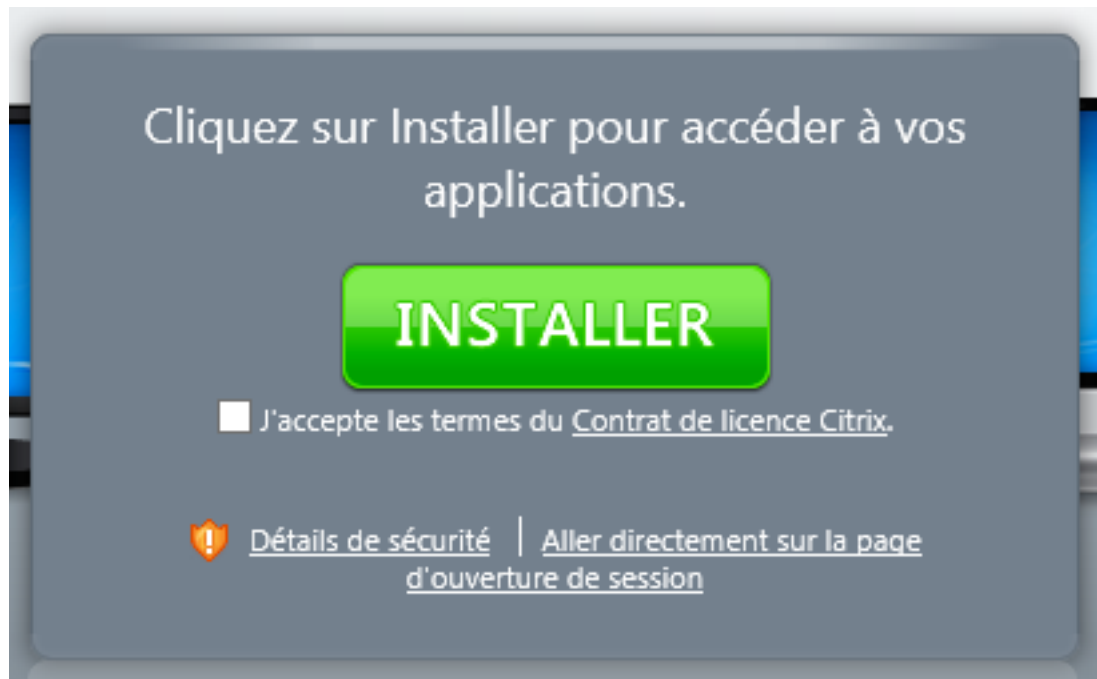 Cliquez sur Installer pour accéder à vos
applications.
INSTALLER
J'accepte les termes du Contrat de licence Citrix.
Détails de sécurité | Aller directement sur la page
d'ouverture de session